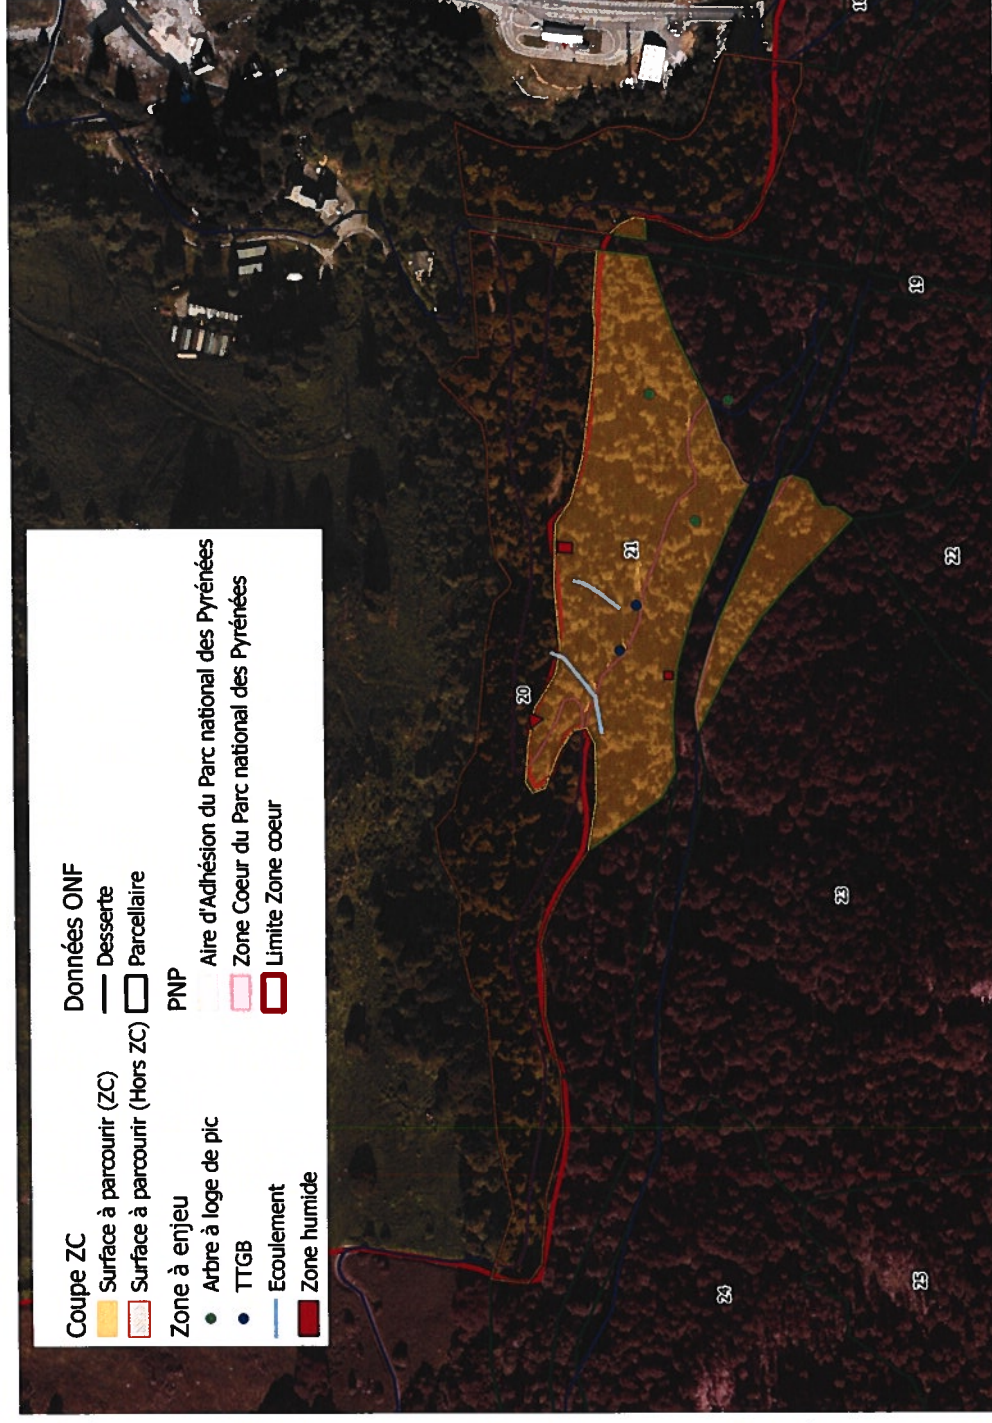 Coupe ZC
Surface à parcourir (ZC)
Surface à parcourir (Hors ZC)
Zone à enjeu
Arbre à loge de pic
TTGB
Ecoulement
Zone humide
Données ONF
Desserte
Parcellaire
PNP
Aire d'Adhésion du Parc national des Pyrénées
Zone Coeur du Parc national des Pyrénées
Limite Zone coeur
20
21
19
22
23
24
25